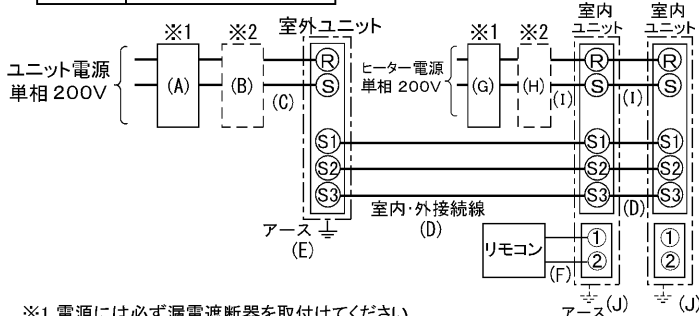 ※1 ※2 室外ユニット ※1 ※2 室内ユニット 室内ユニット
ユニット電源
単相 200V
(A) (B) (C)
R
S
S1
S2
S3
アース
(E)
ヒーター電源
単相 200V
(G) (H) (I) (I)
R R
S S
S1 S1
S2 S2
S3 S3
室内・外接続線
(D) (D)
リモコン
(F)
① ①
② ②
アース (J) (J)
※1 電源には必ず漏電遮断器を取付けてください